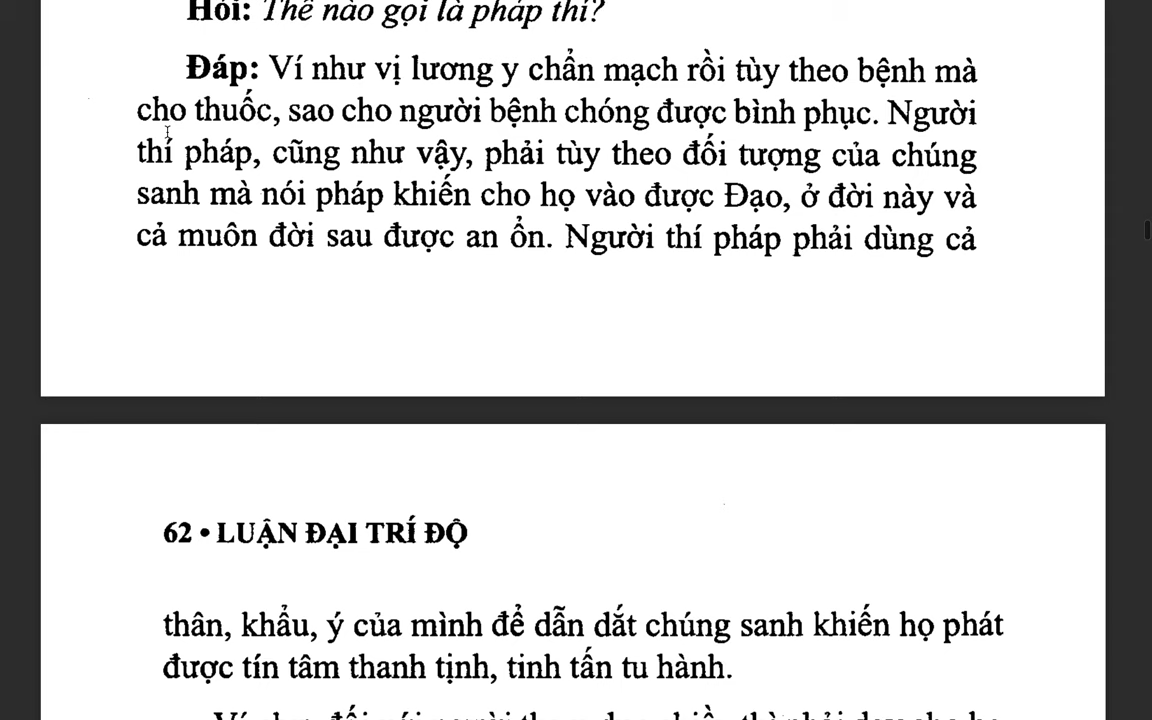 Hỏi: Thế nào gọi là pháp thí?
Đáp: Ví như vị lương y chẩn mạch rồi tùy theo bệnh mà
cho thuốc, sao cho người bệnh chóng được bình phục. Người
thí pháp, cũng như vậy, phải tùy theo đối tượng của chúng
sanh mà nói pháp khiến cho họ vào được Đạo, ở đời này và
cả muôn đời sau được an ổn. Người thí pháp phải dùng cả
62 • LUẬN ĐẠI TRÍ ĐỘ
thân, khẩu, ý của mình để dẫn dắt chúng sanh khiến họ phát
được tín tâm thanh tịnh, tinh tấn tu hành.